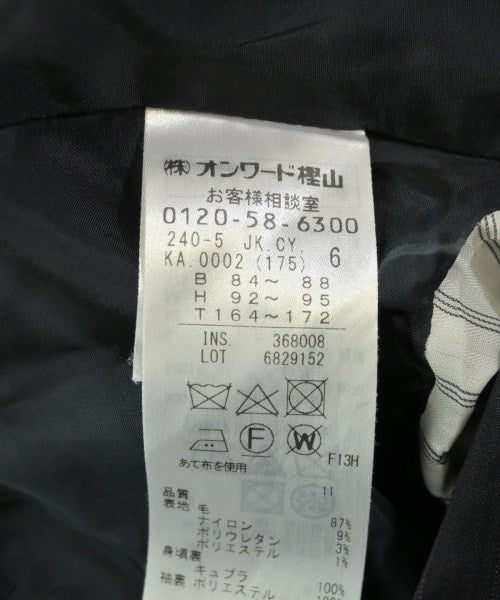 (株)オンワード樫山
お客様相談室
0120-58-6300
240-5 JK.CY. 6
KA.0002 (175)
B 84～ 88
H 92～ 95
T 164～172
INS. 368008
LOT 6829152
F
W
F13H
あて布を使用
11
品質
表地 毛 87%
ナイロン 9%
ポリウレタン 3%
ポリエステル 1%
身頃裏
キュプラ 100%
袖裏 ポリエステル 100%